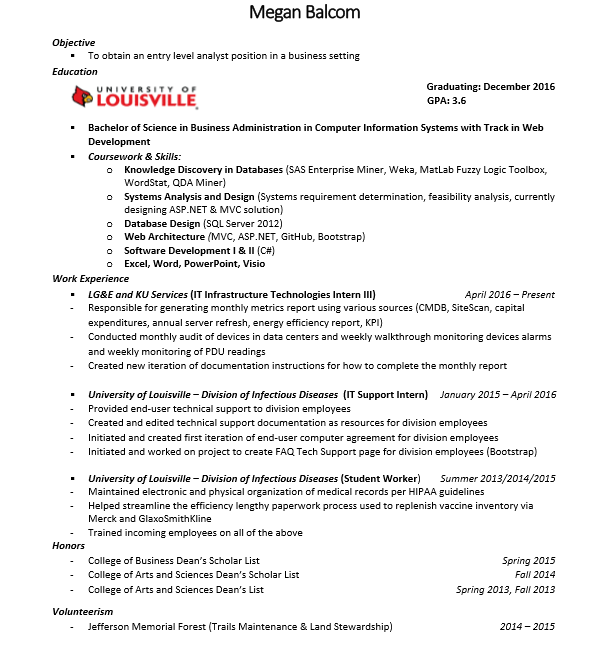 Megan Balcom
Objective
▪ To obtain an entry level analyst position in a business setting
Education
UNIVERSITY OF
LOUISVILLE.
Graduating: December 2016
GPA: 3.6
▪ Bachelor of Science in Business Administration in Computer Information Systems with Track in Web
Development
▪ Coursework & Skills:
o Knowledge Discovery in Databases (SAS Enterprise Miner, Weka, MatLab Fuzzy Logic Toolbox,
WordStat, QDA Miner)
o Systems Analysis and Design (Systems requirement determination, feasibility analysis, currently
designing ASP.NET & MVC solution)
o Database Design (SQL Server 2012)
o Web Architecture (MVC, ASP.NET, GitHub, Bootstrap)
o Software Development I & II (C#)
o Excel, Word, PowerPoint, Visio
Work Experience
▪ LG&E and KU Services (IT Infrastructure Technologies Intern III) April 2016 – Present
- Responsible for generating monthly metrics report using various sources (CMDB, SiteScan, capital
expenditures, annual server refresh, energy efficiency report, KPI)
- Conducted monthly audit of devices in data centers and weekly walkthrough monitoring devices alarms
and weekly monitoring of PDU readings
- Created new iteration of documentation instructions for how to complete the monthly report
▪ University of Louisville – Division of Infectious Diseases (IT Support Intern) January 2015 – April 2016
- Provided end-user technical support to division employees
- Created and edited technical support documentation as resources for division employees
- Initiated and created first iteration of end-user computer agreement for division employees
- Initiated and worked on project to create FAQ Tech Support page for division employees (Bootstrap)
▪ University of Louisville – Division of Infectious Diseases (Student Worker) Summer 2013/2014/2015
- Maintained electronic and physical organization of medical records per HIPAA guidelines
- Helped streamline the efficiency lengthy paperwork process used to replenish vaccine inventory via
Merck and GlaxoSmithKline
- Trained incoming employees on all of the above
Honors
- College of Business Dean's Scholar List Spring 2015
- College of Arts and Sciences Dean's Scholar List Fall 2014
- College of Arts and Sciences Dean's List Spring 2013, Fall 2013
Volunteerism
- Jefferson Memorial Forest (Trails Maintenance & Land Stewardship) 2014 – 2015